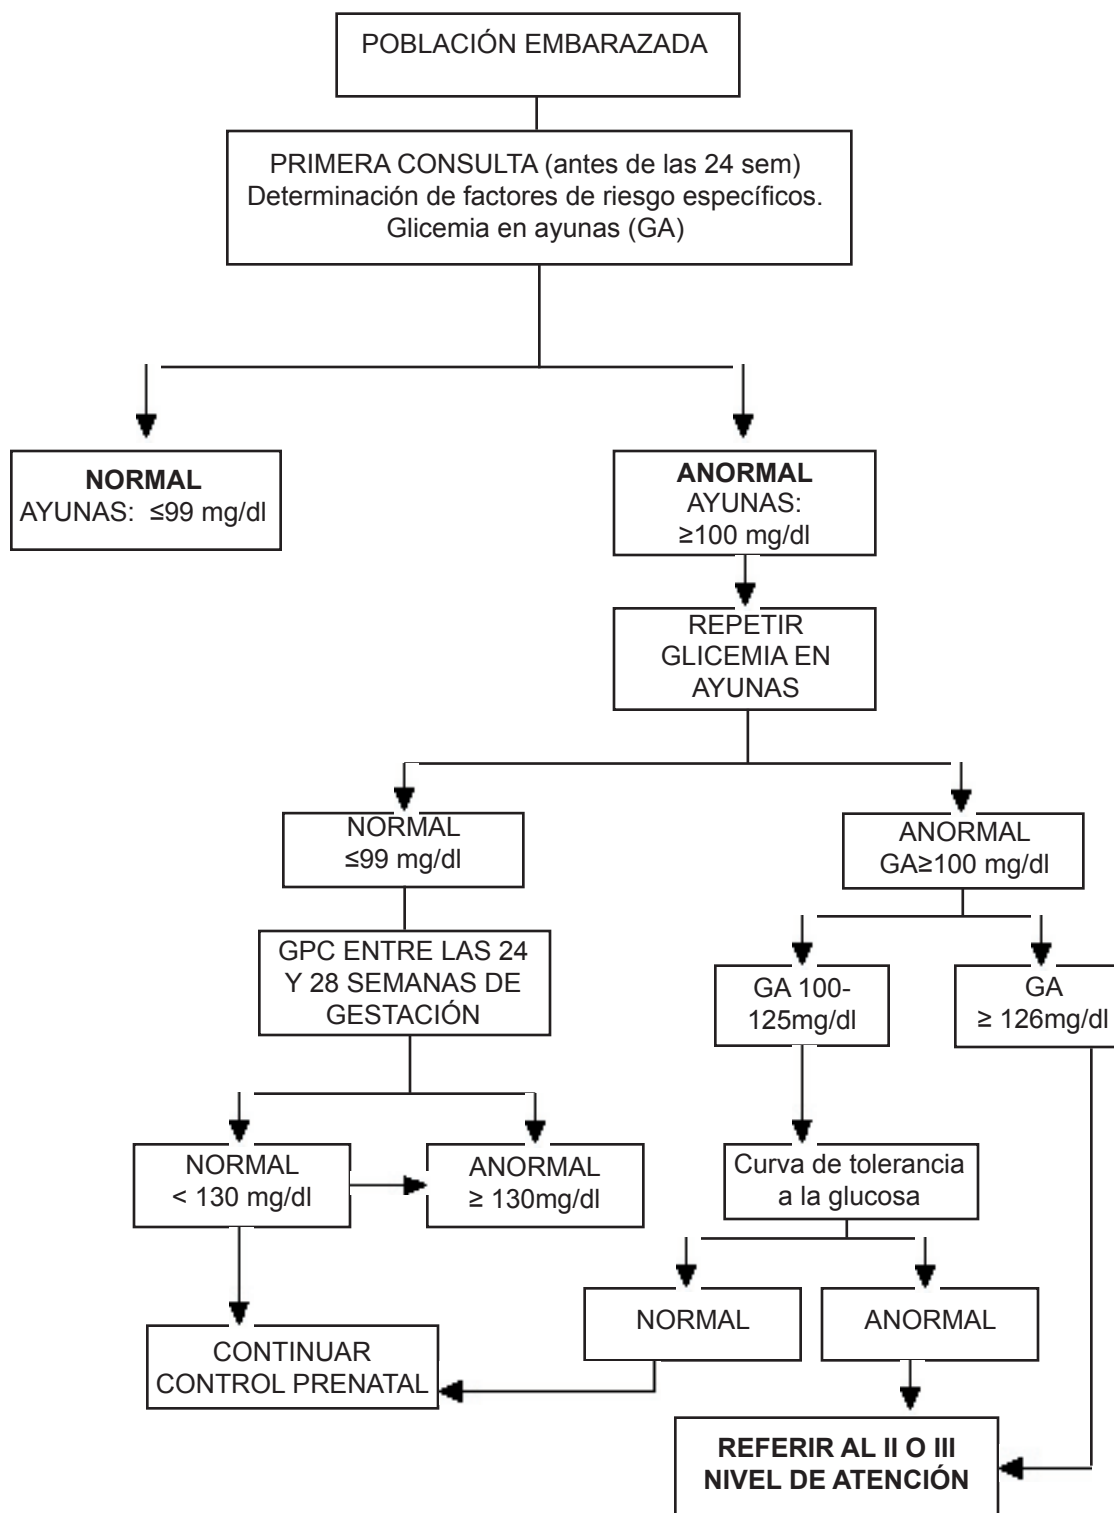 POBLACIÓN EMBARAZADA
PRIMERA CONSULTA (antes de las 24 sem)
Determinación de factores de riesgo específicos.
Glicemia en ayunas (GA)
NORMAL
AYUNAS: ≤99 mg/dl
ANORMAL
AYUNAS:
≥100 mg/dl
REPETIR
GLICEMIA EN
AYUNAS
NORMAL
≤99 mg/dl
ANORMAL
GA≥100 mg/dl
GPC ENTRE LAS 24
Y 28 SEMANAS DE
GESTACIÓN
GA 100-
125mg/dl
GA
≥ 126mg/dl
NORMAL
< 130 mg/dl
ANORMAL
≥ 130mg/dl
Curva de tolerancia
a la glucosa
NORMAL
ANORMAL
CONTINUAR
CONTROL PRENATAL
REFERIR AL II O III
NIVEL DE ATENCIÓN